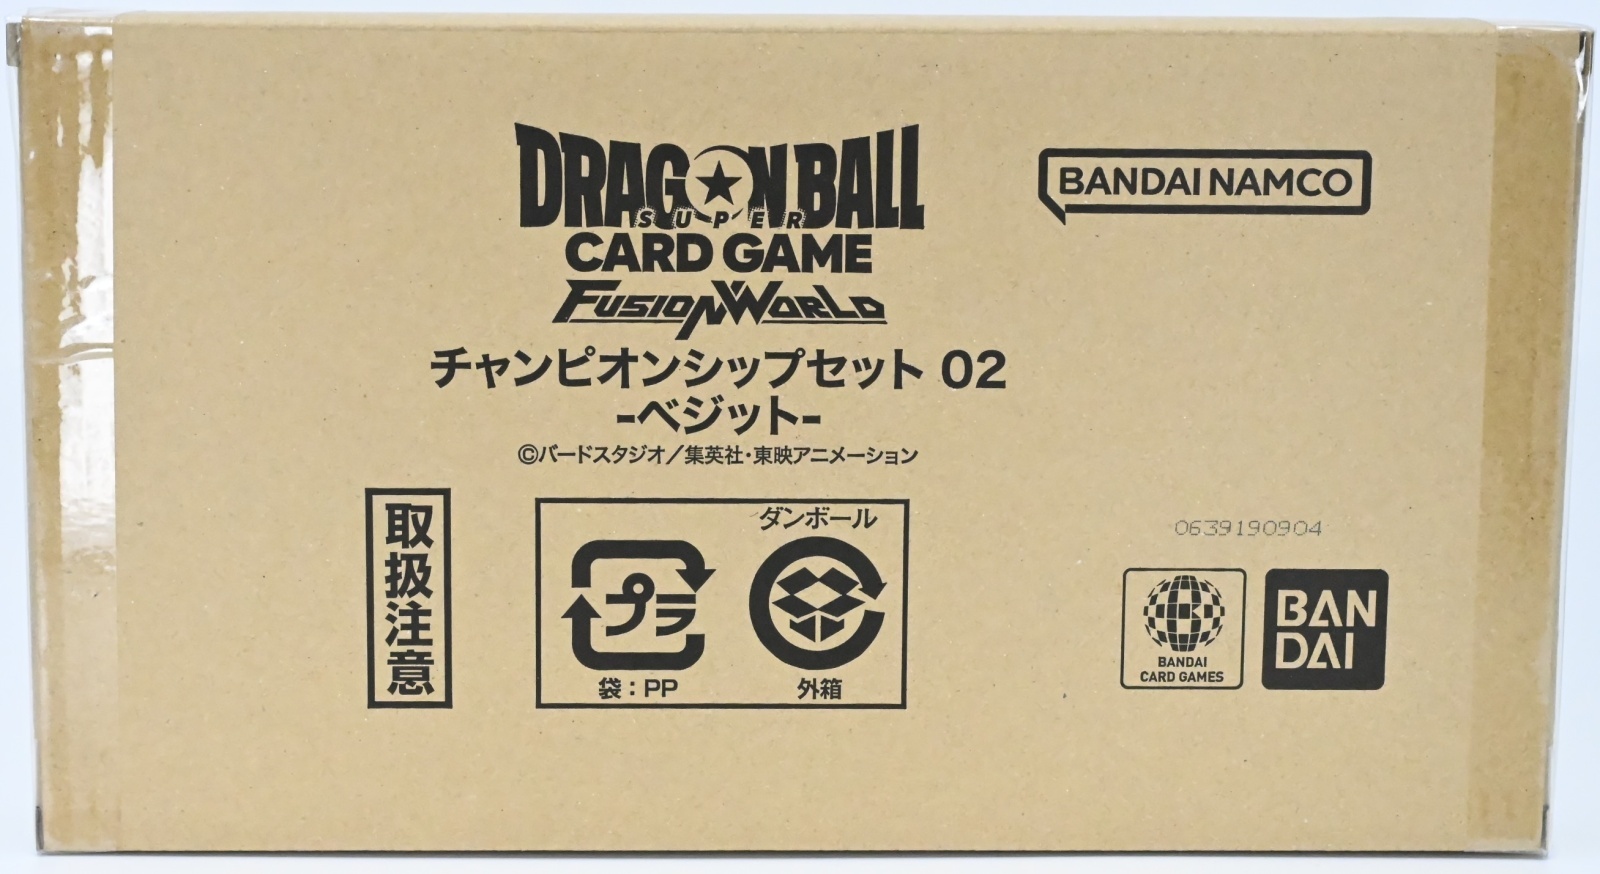 DRAGON BALL
SUPER
CARD GAME
FUSION WORLD
BANDAI NAMCO
チャンピオンシップセット 02
-ベジット-
©バードスタジオ／集英社・東映アニメーション
取扱注意
プラ
袋：PP
ダンボール
外箱
0639190904
BANDAI
CARD GAMES
BAN
DAI